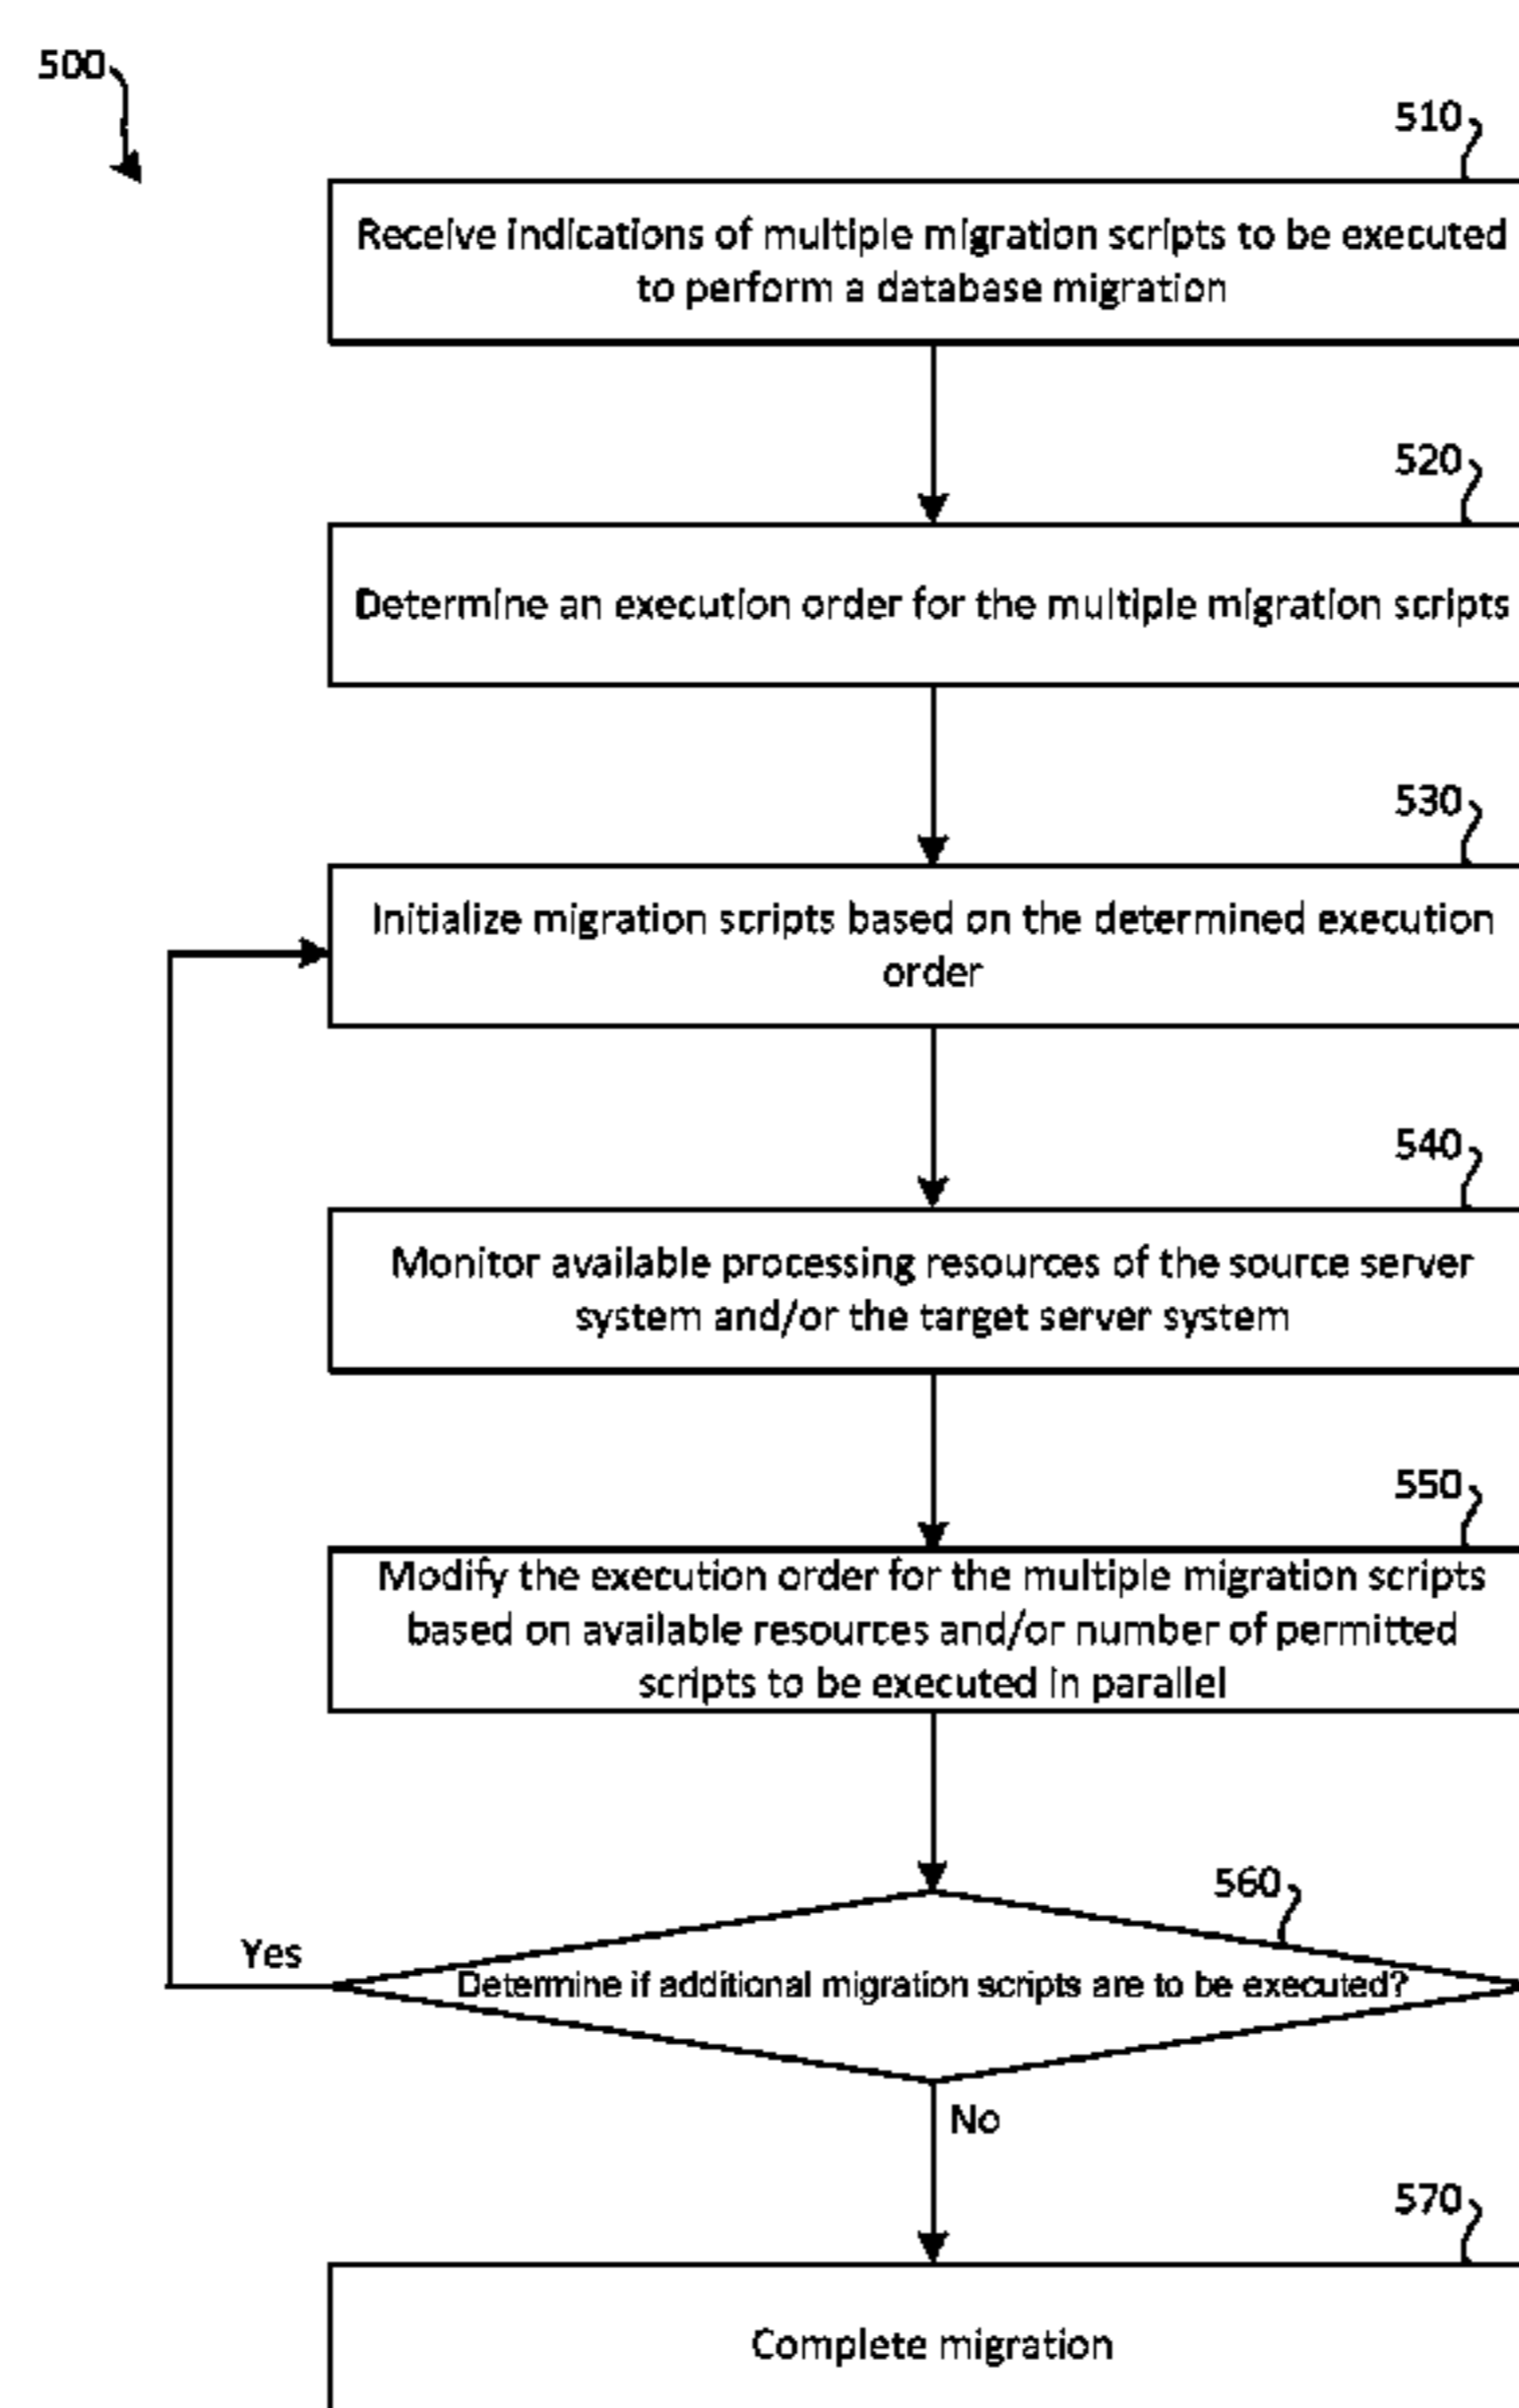 500
510
Receive indications of multiple migration scripts to be executed
to perform a database migration
520
Determine an execution order for the multiple migration scripts
530
Initialize migration scripts based on the determined execution
order
540
Monitor available processing resources of the source server
system and/or the target server system
550
Modify the execution order for the multiple migration scripts
based on available resources and/or number of permitted
scripts to be executed in parallel
560
Yes
Determine if additional migration scripts are to be executed?
No
570
Complete migration